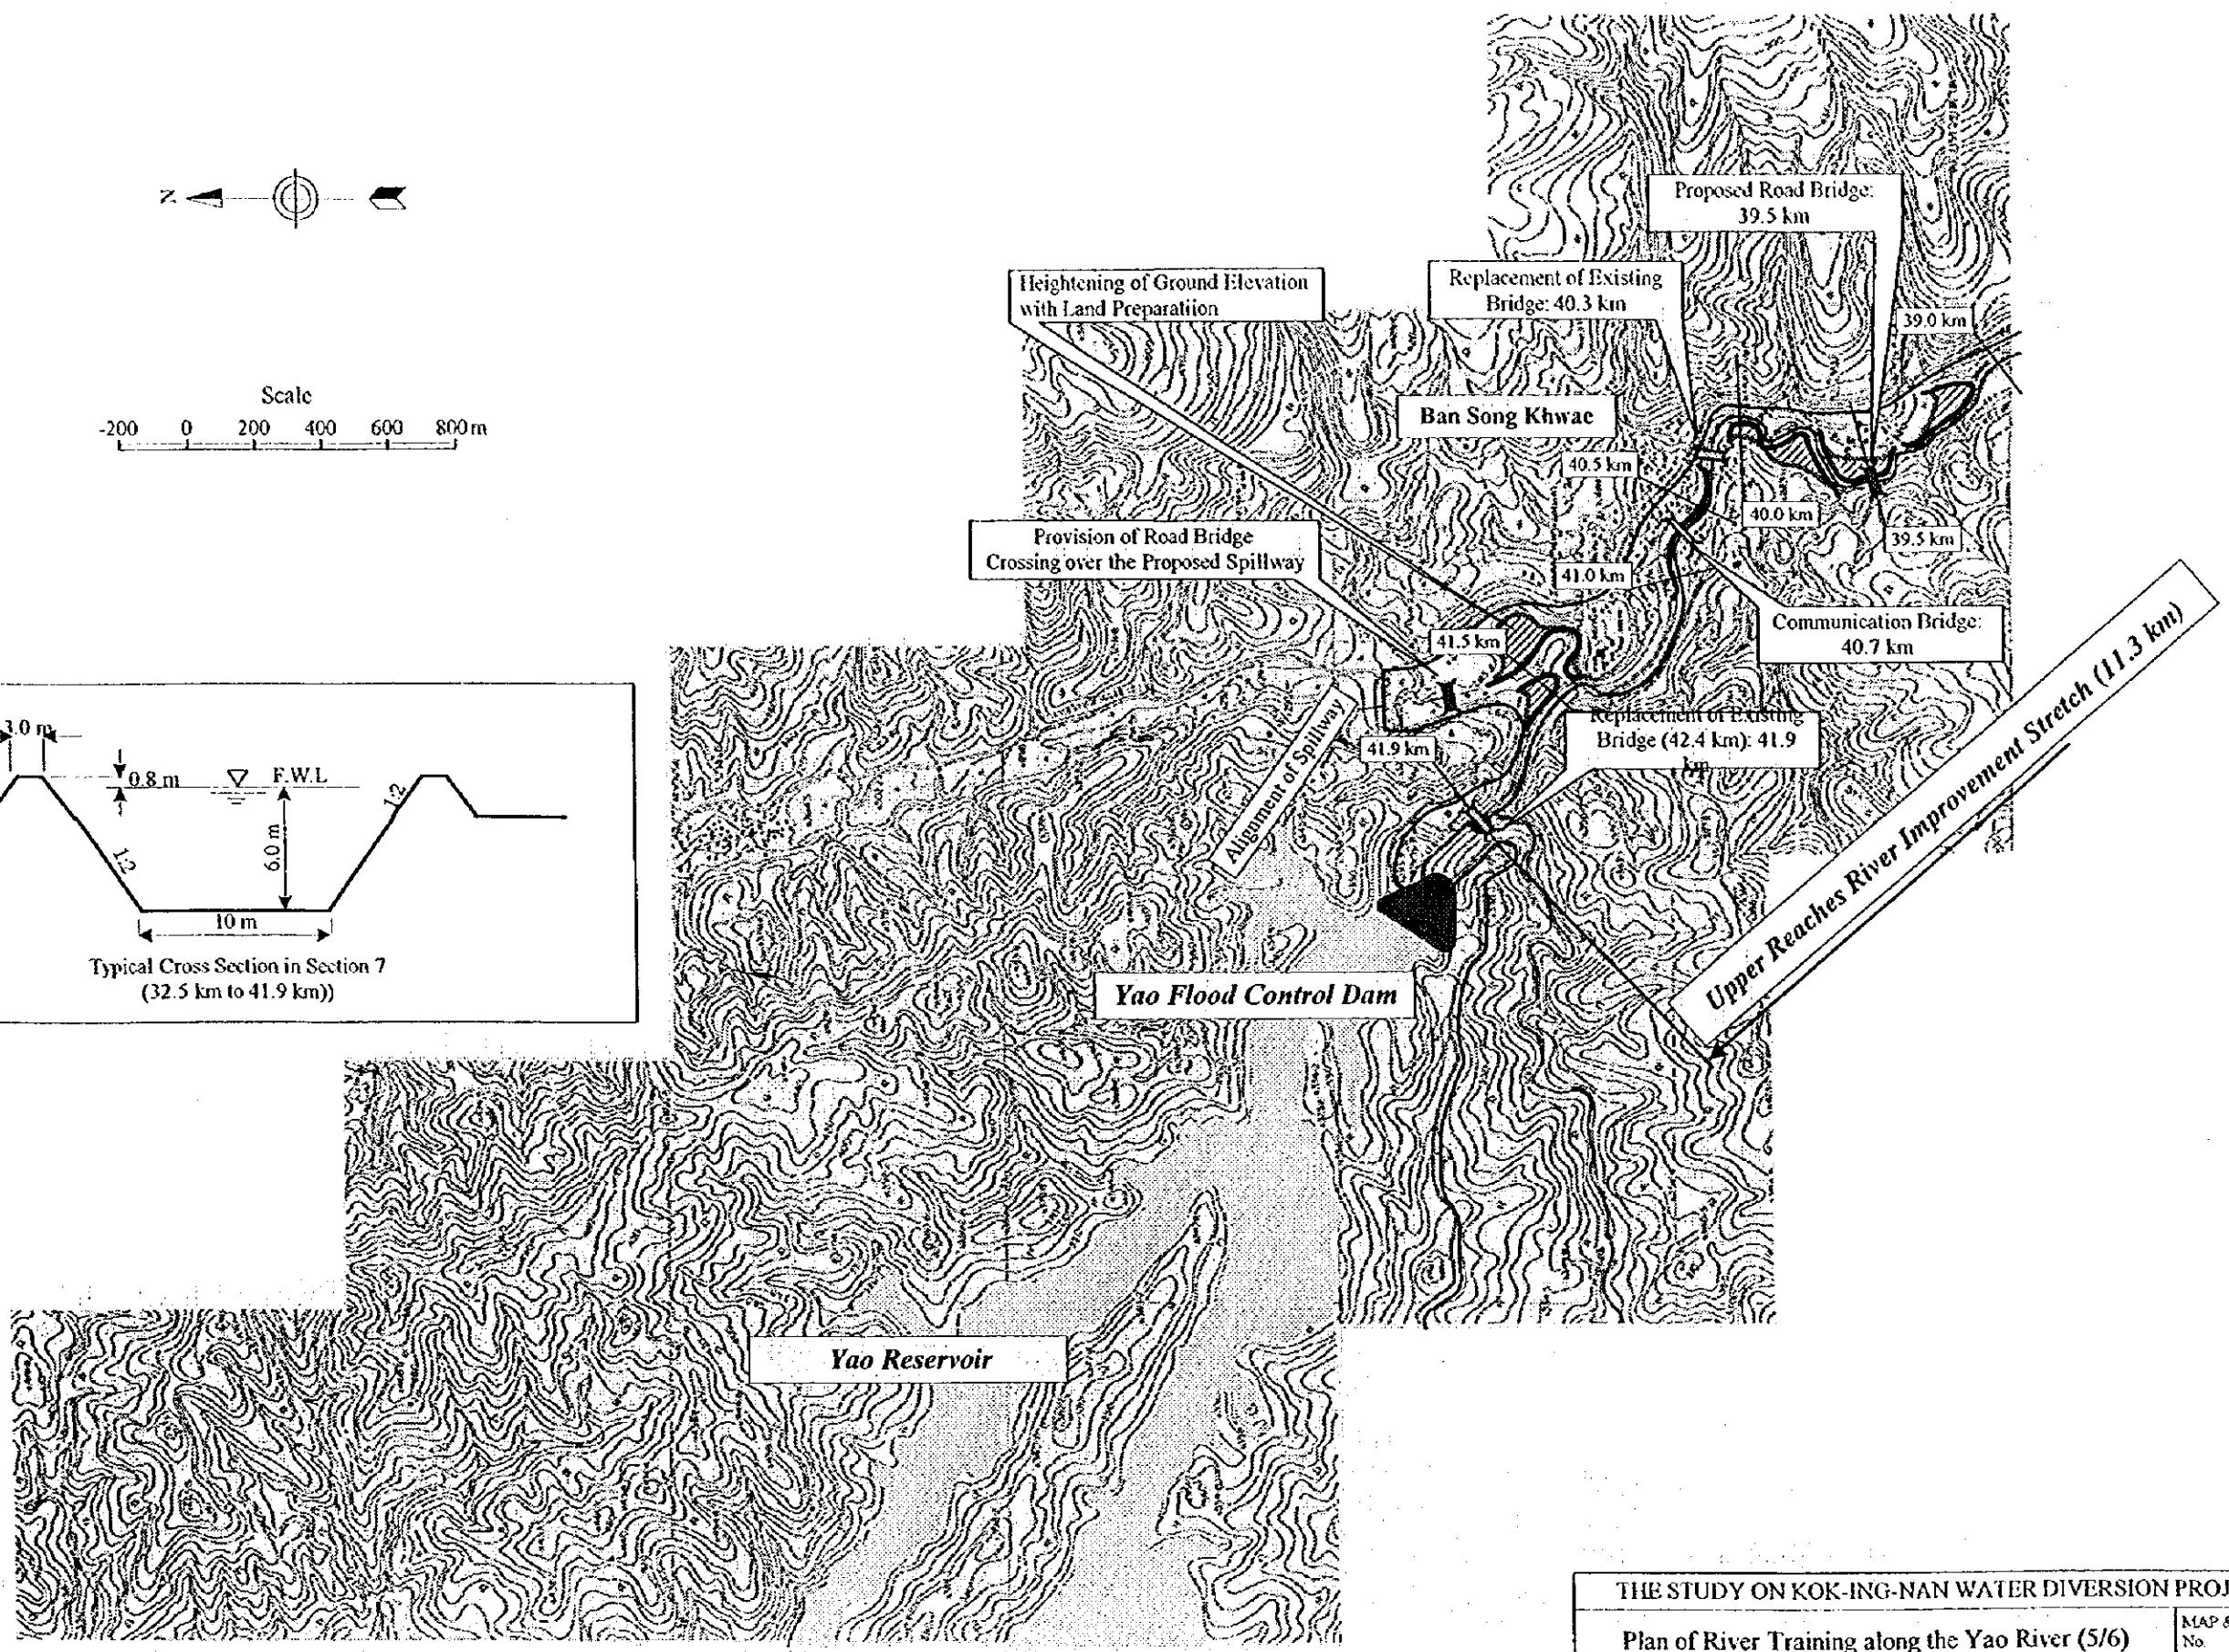 N
Scale
-200 0 200 400 600 800 m
Proposed Road Bridge:
39.5 km
Heightening of Ground Elevation
with Land Preparatiion
Replacement of Existing
Bridge: 40.3 km
39.0 km
Ban Song Khwae
40.5 km
40.0 km
39.5 km
Provision of Road Bridge
Crossing over the Proposed Spillway
41.0 km
Communication Bridge:
40.7 km
41.5 km
Replacement of Existing
Bridge (42.4 km): 41.9
km
41.9 km
Alignment of Spillway
Upper Reaches River Improvement Stretch (11.3 km)
3.0 m
0.8 m
F.W.L
1:2
1:2
6.0 m
10 m
Typical Cross Section in Section 7
(32.5 km to 41.9 km))
Yao Flood Control Dam
Yao Reservoir
THE STUDY ON KOK-ING-NAN WATER DIVERSION PROJ
Plan of River Training along the Yao River (5/6)
MAP &
No.